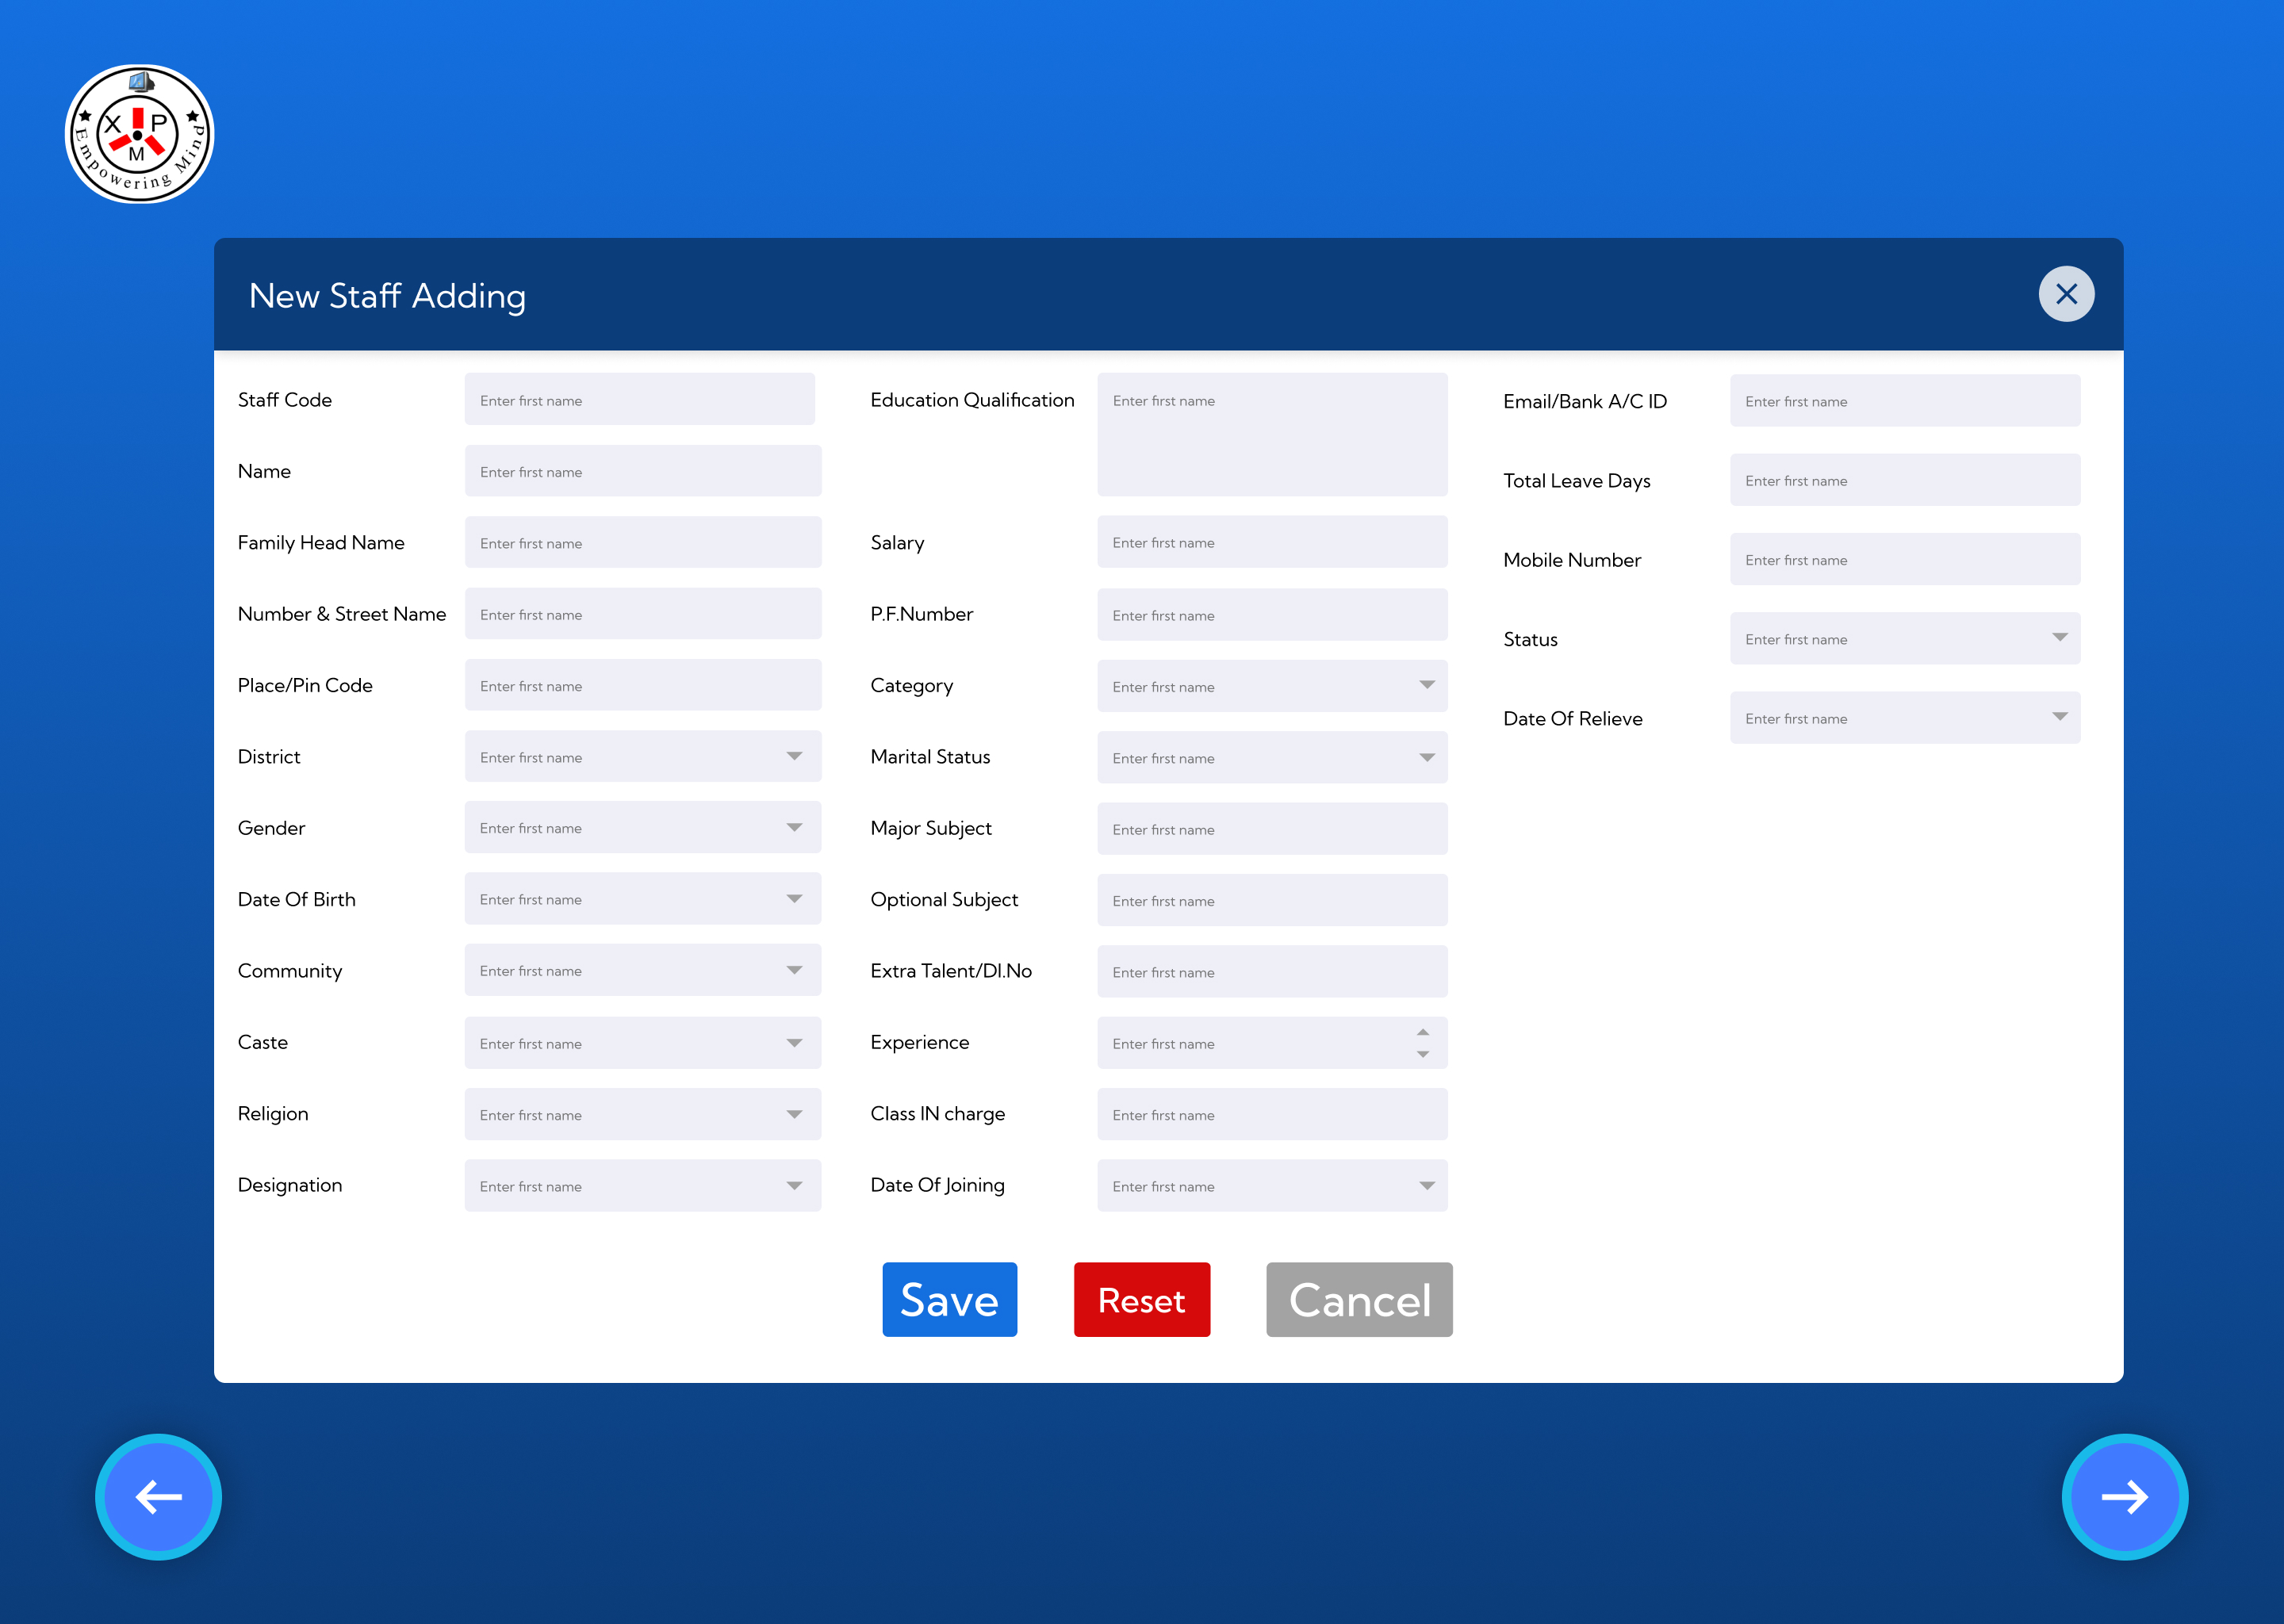 X P
M
Empowering Mind
New Staff Adding
Staff Code Enter first name
Name Enter first name
Family Head Name Enter first name
Number & Street Name Enter first name
Place/Pin Code Enter first name
District Enter first name
Gender Enter first name
Date Of Birth Enter first name
Community Enter first name
Caste Enter first name
Religion Enter first name
Designation Enter first name
Education Qualification Enter first name
Salary Enter first name
P.F.Number Enter first name
Category Enter first name
Marital Status Enter first name
Major Subject Enter first name
Optional Subject Enter first name
Extra Talent/DI.No Enter first name
Experience Enter first name
Class IN charge Enter first name
Date Of Joining Enter first name
Email/Bank A/C ID Enter first name
Total Leave Days Enter first name
Mobile Number Enter first name
Status Enter first name
Date Of Relieve Enter first name
Save Reset Cancel